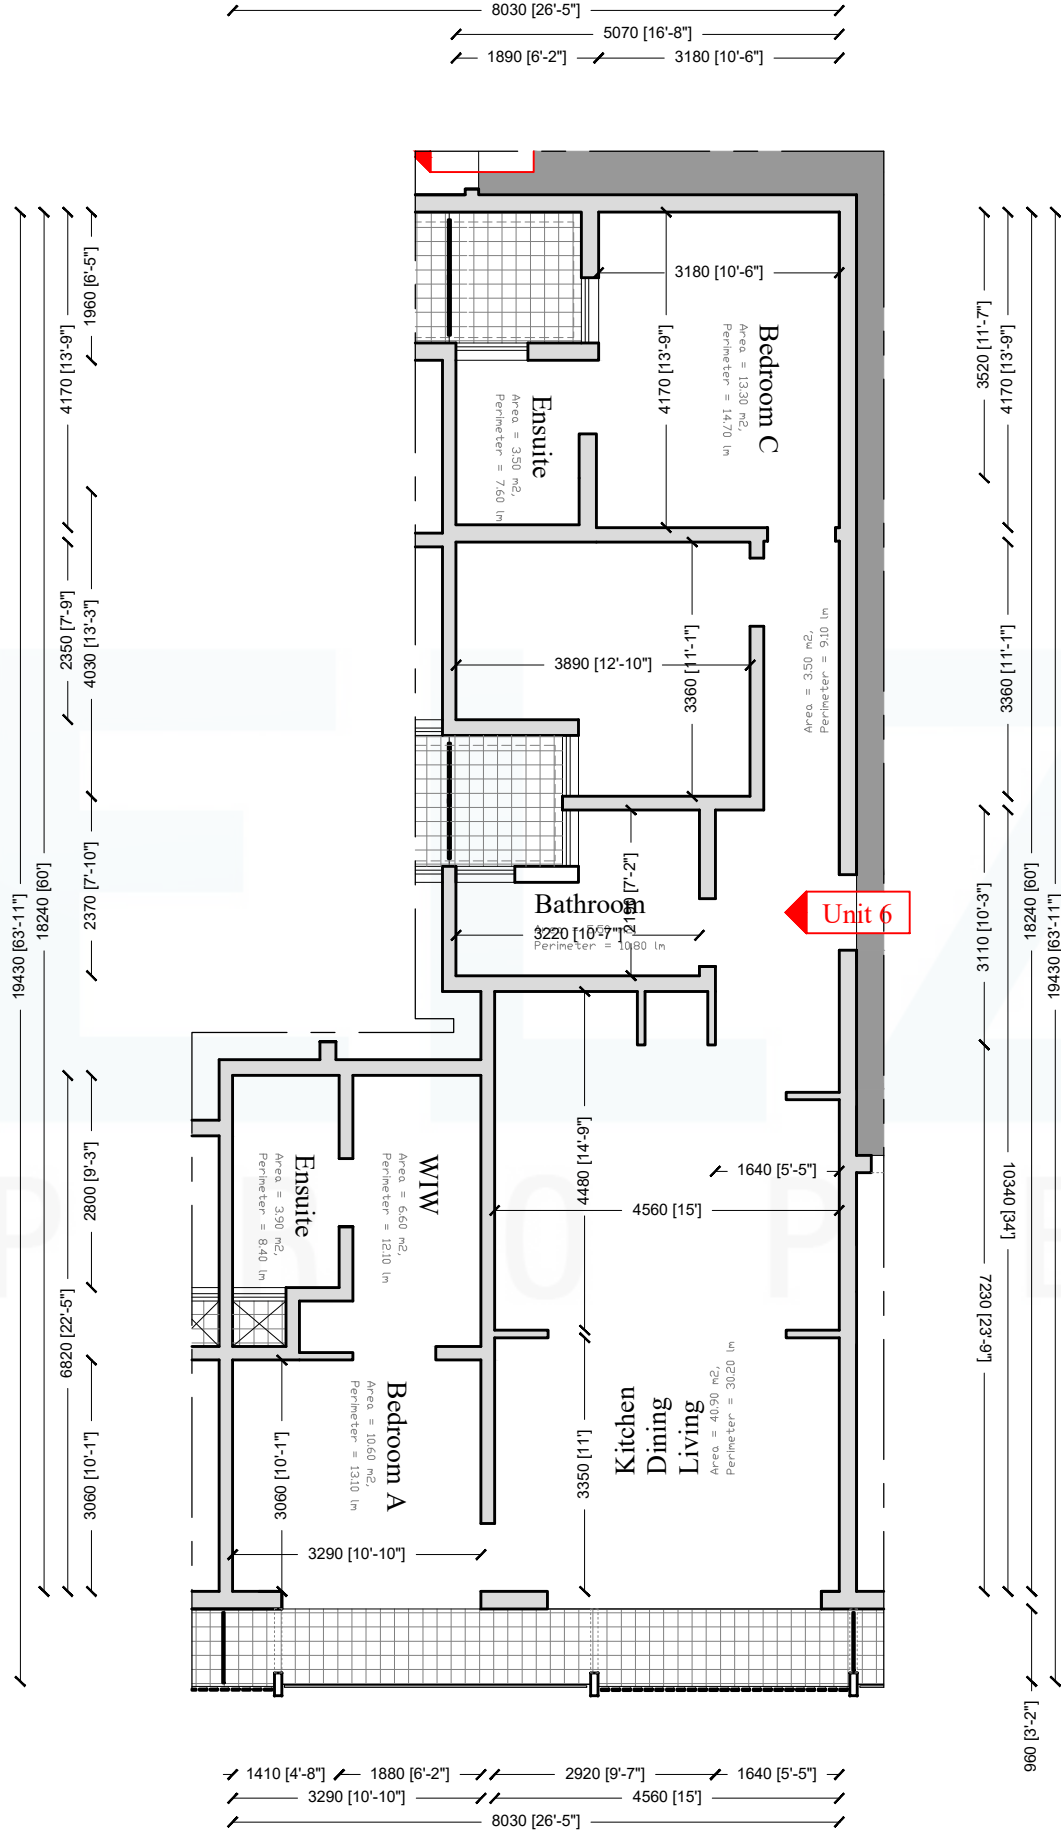 8030 [26'-5"]
5070 [16'-8"]
1890 [6'-2"]
3180 [10'-6"]
19430 [63'-11"]
18240 [60']
4170 [13'-9"]
2350 [7'-9"]
6820 [22'-5"]
1960 [6'-5"]
4030 [13'-3"]
2370 [7'-10"]
2800 [9'-3"]
3060 [10'-1"]
3180 [10'-6"]
4170 [13'-9"]
Bedroom C
Area = 13.30 m2,
Perimeter = 14.70 lm
Ensuite
Area = 3.50 m2,
Perimeter = 7.60 lm
3890 [12'-10"]
3360 [11'-1"]
Area = 3.50 m2,
Perimeter = 9.10 lm
Unit 6
Bathroom
2190 [7'-2"]
3220 [10'-7"]
Perimeter = 10.80 lm
4480 [14'-9"]
1640 [5'-5"]
4560 [15']
WIW
Area = 6.60 m2,
Perimeter = 12.10 lm
Ensuite
Area = 3.90 m2,
Perimeter = 8.40 lm
Kitchen
Dining
Living
Area = 40.90 m2,
Perimeter = 30.20 lm
3350 [11']
Bedroom A
Area = 10.60 m2,
Perimeter = 13.10 lm
3060 [10'-1"]
3290 [10'-10"]
3520 [11'-7"]
3110 [10'-3"]
7230 [23'-9"]
4170 [13'-9"]
3360 [11'-1"]
10340 [34']
18240 [60']
960 [3'-2"]
19430 [63'-11"]
1410 [4'-8"]
1880 [6'-2"]
2920 [9'-7"]
1640 [5'-5"]
3290 [10'-10"]
4560 [15']
8030 [26'-5"]